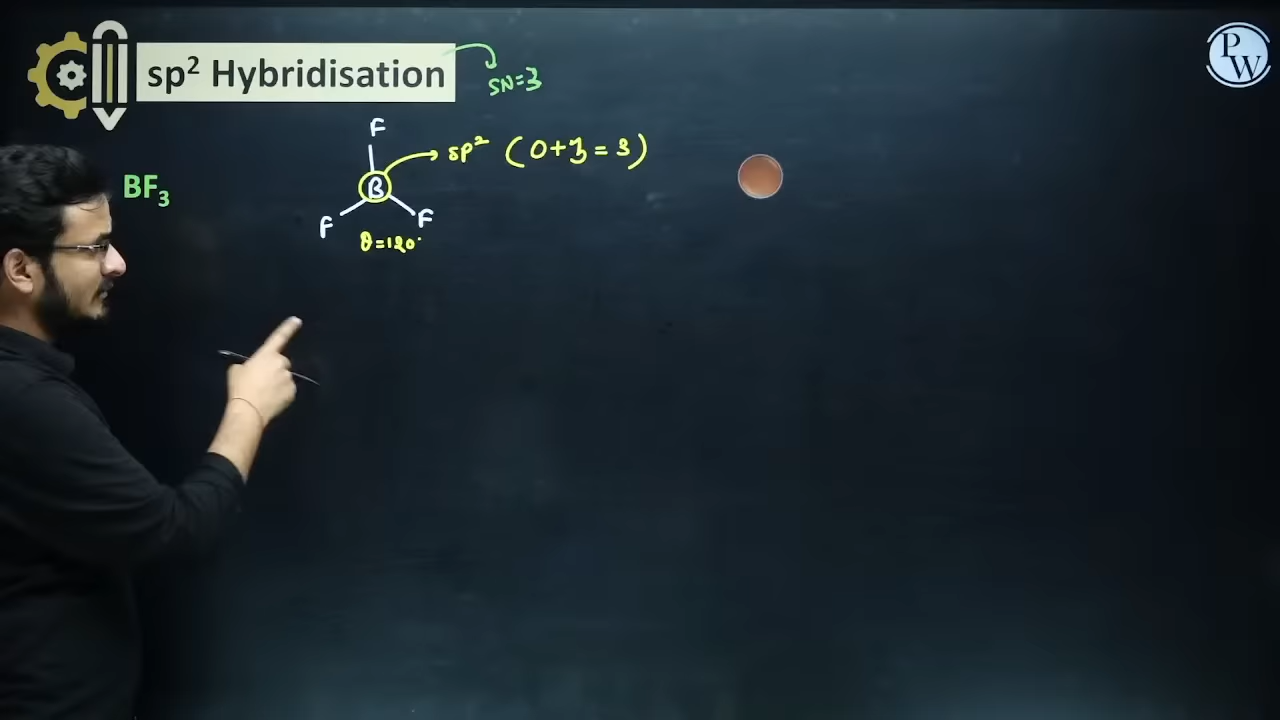 sp² Hybridisation
SN=3
BF₃
F
B
F
F
θ=120°
sp² (0+3=3)
PW